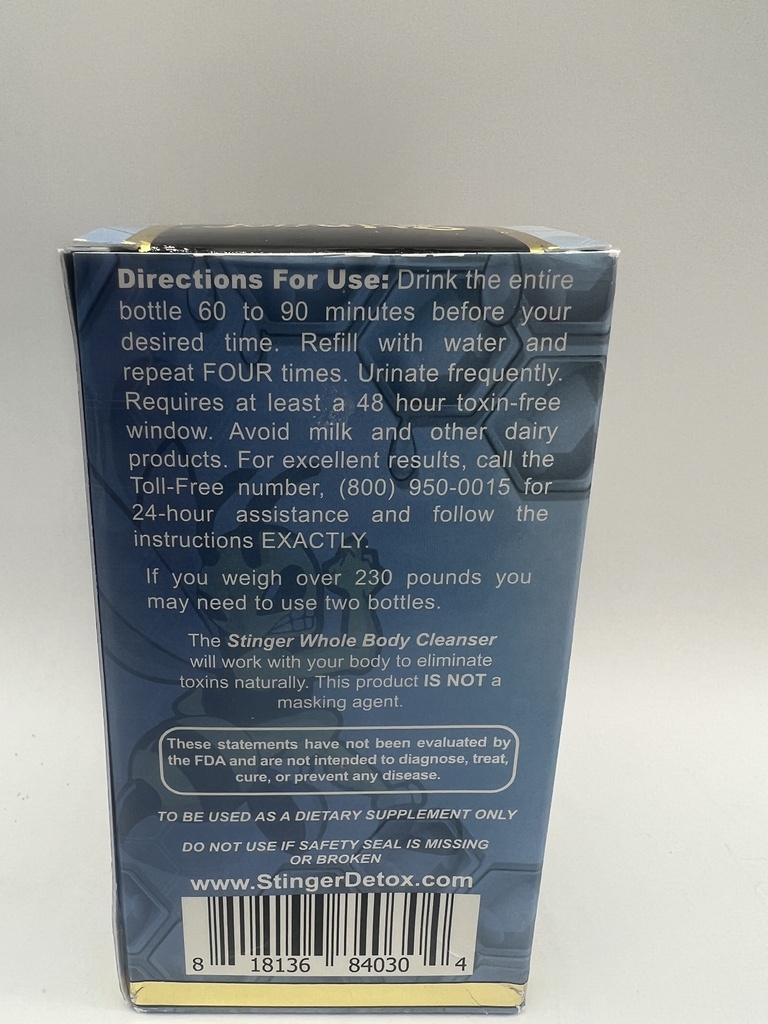 Directions For Use: Drink the entire
bottle 60 to 90 minutes before your
desired time. Refill with water and
repeat FOUR times. Urinate frequently.
Requires at least a 48 hour toxin-free
window. Avoid milk and other dairy
products. For excellent results, call the
Toll-Free number, (800) 950-0015 for
24-hour assistance and follow the
instructions EXACTLY.
If you weigh over 230 pounds you
may need to use two bottles.
The Stinger Whole Body Cleanser
will work with your body to eliminate
toxins naturally. This product IS NOT a
masking agent.
These statements have not been evaluated by
the FDA and are not intended to diagnose, treat,
cure, or prevent any disease.
TO BE USED AS A DIETARY SUPPLEMENT ONLY
DO NOT USE IF SAFETY SEAL IS MISSING
OR BROKEN
www.StingerDetox.com
8 18136 84030 4